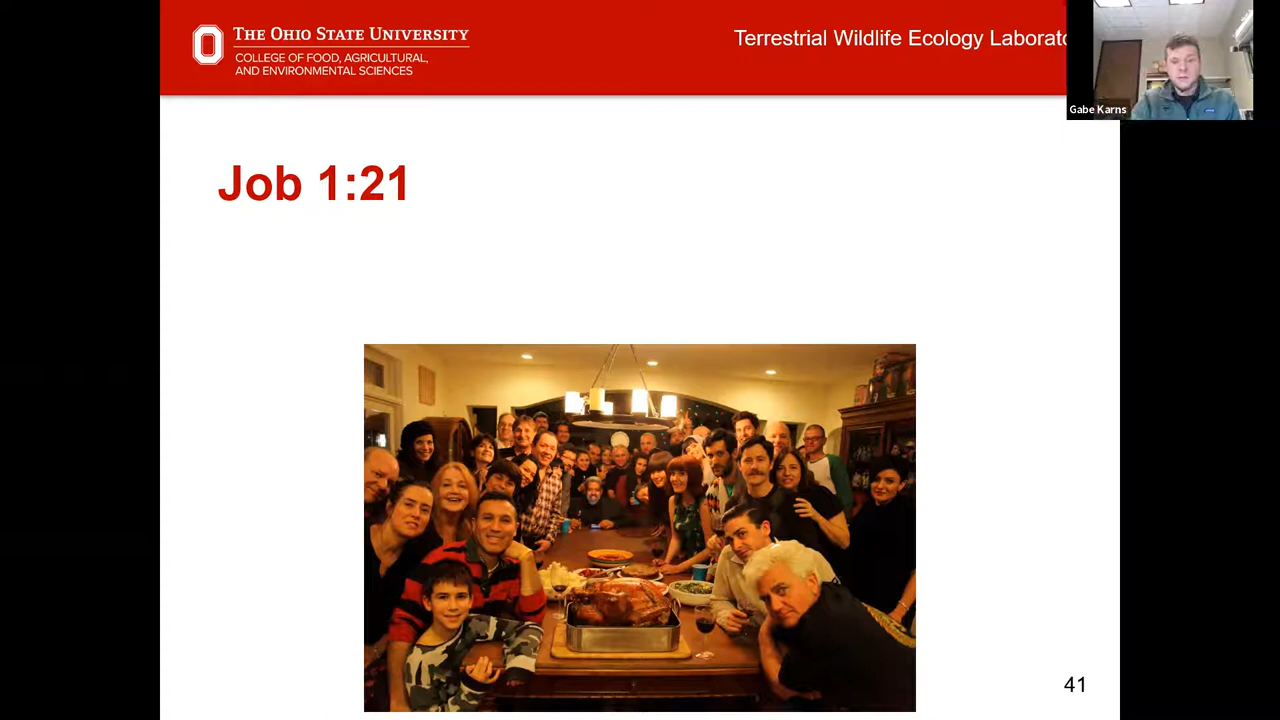 THE OHIO STATE UNIVERSITY
COLLEGE OF FOOD, AGRICULTURAL,
AND ENVIRONMENTAL SCIENCES
Terrestrial Wildlife Ecology
Gabe Karns
Job 1:21
41